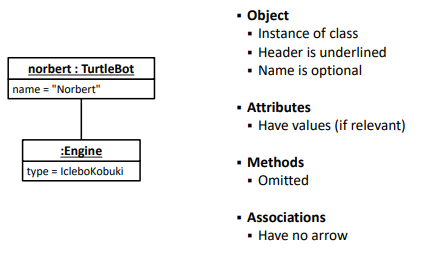 norbert : TurtleBot
name = "Norbert"
:Engine
type = IcleboKobuki
▪ Object
▪ Instance of class
▪ Header is underlined
▪ Name is optional
▪ Attributes
▪ Have values (if relevant)
▪ Methods
▪ Omitted
▪ Associations
▪ Have no arrow